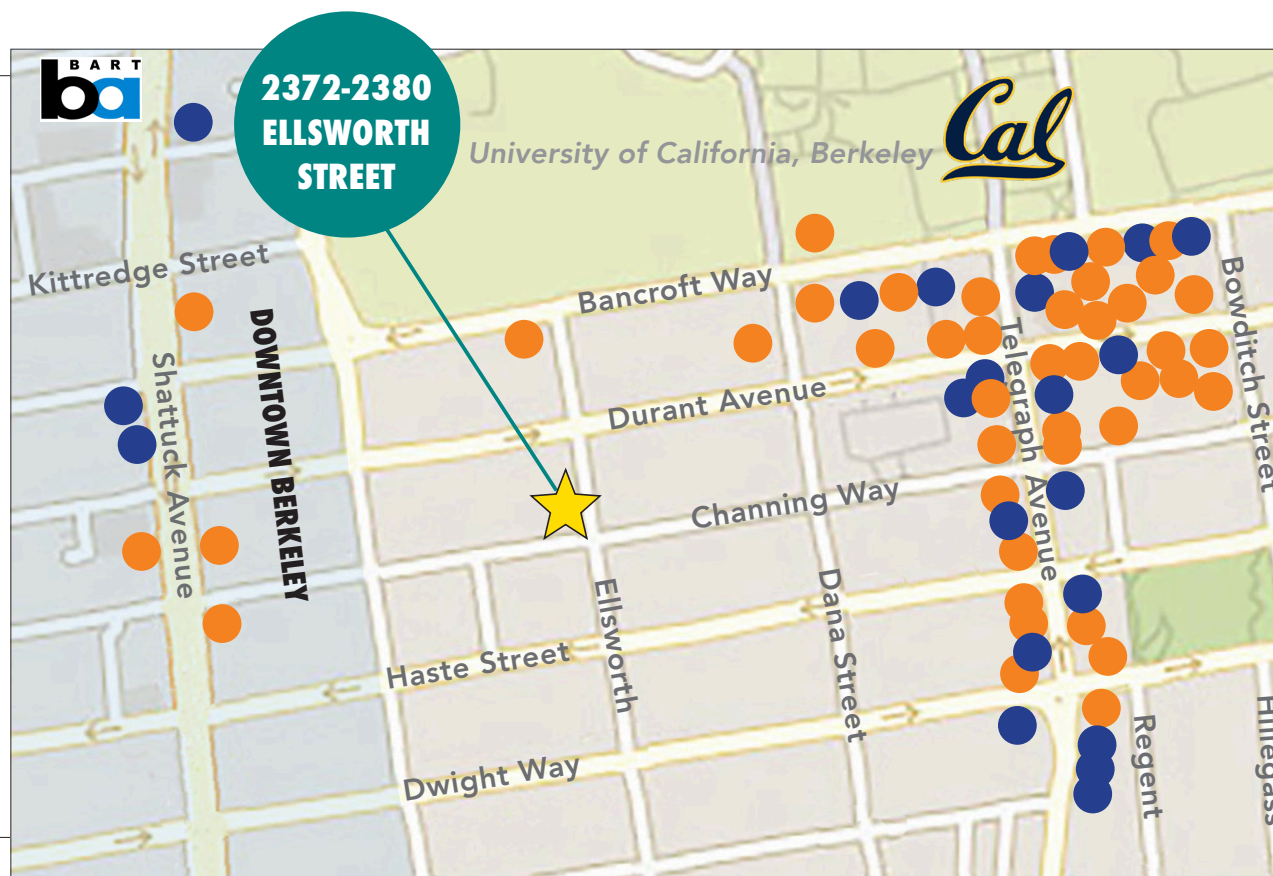 BART
ba
2372-2380
ELLSWORTH
STREET
University of California, Berkeley
Cal
Kittredge Street
Bancroft Way
Bowditch Street
DOWNTOWN BERKELEY
Shattuck Avenue
Telegraph Avenue
Durant Avenue
Channing Way
Ellsworth
Dana Street
Haste Street
Dwight Way
Regent
Hillegass